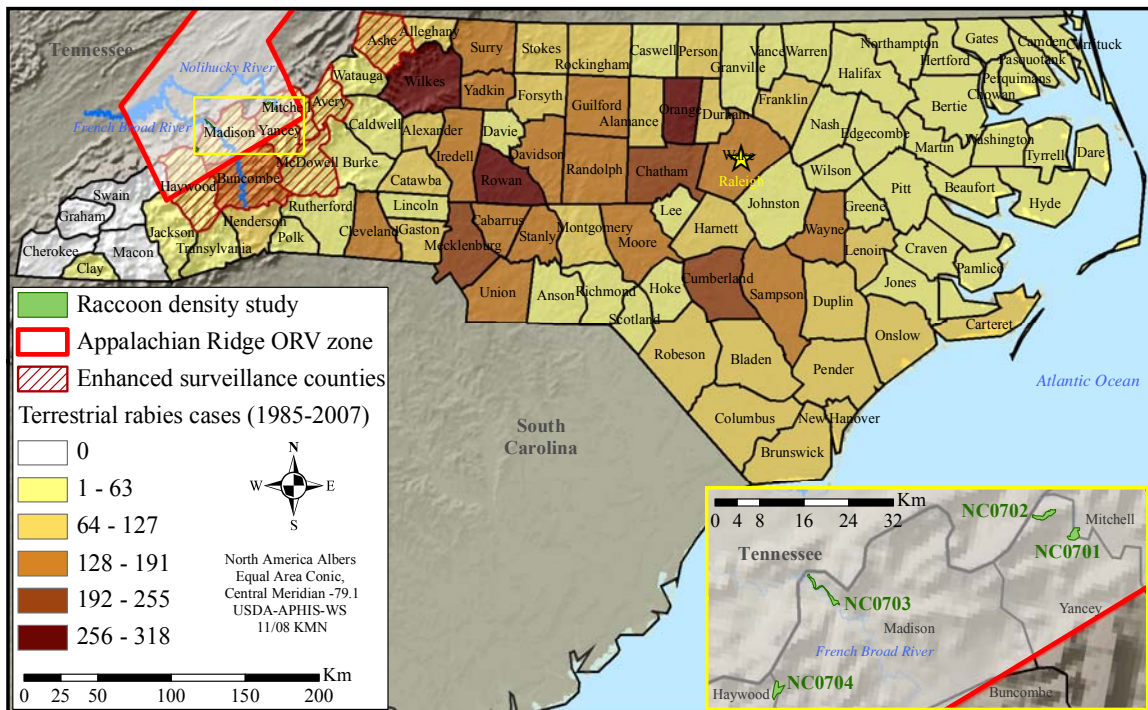 Tennessee
Nolihucky River
French Broad River
Ashe
Alleghany
Surry
Stokes
Rockingham
Caswell
Person
Vance
Warren
Granville
Northampton
Gates
Camden
Currituck
Pasquotank
Hertford
Perquimans
Chowan
Halifax
Watauga
Wilkes
Yadkin
Forsyth
Guilford
Alamance
Orange
Durham
Franklin
Bertie
Mitchel
Avery
Madison
Yancey
Caldwell
Alexander
Davie
Nash
Edgecombe
Martin
Washington
Tyrrell
Dare
McDowell
Burke
Iredell
Davidson
Randolph
Chatham
Wake
Raleigh
Wilson
Haywood
Buncombe
Catawba
Rowan
Johnston
Pitt
Beaufort
Hyde
Swain
Graham
Rutherford
Lincoln
Lee
Greene
Jackson
Henderson
Cabarrus
Montgomery
Harnett
Wayne
Cherokee
Macon
Transylvania
Polk
Cleveland
Gaston
Mecklenburg
Stanly
Moore
Lenoir
Craven
Clay
Pamlico
Union
Anson
Richmond
Hoke
Cumberland
Sampson
Duplin
Jones
Scotland
Onslow
Carteret
Robeson
Bladen
Pender
Columbus
New Hanover
Brunswick
Atlantic Ocean
South
Carolina
Raccoon density study
Appalachian Ridge ORV zone
Enhanced surveillance counties
Terrestrial rabies cases (1985-2007)
0
1 - 63
64 - 127
128 - 191
192 - 255
256 - 318
N
W E
S
North America Albers
Equal Area Conic,
Central Meridian -79.1
USDA-APHIS-WS
11/08 KMN
Km
0 25 50 100 150 200
Km
0 4 8 16 24 32
NC0702
Mitchell
NC0701
Tennessee
NC0703
Yancey
Madison
French Broad River
NC0704
Haywood
Buncombe